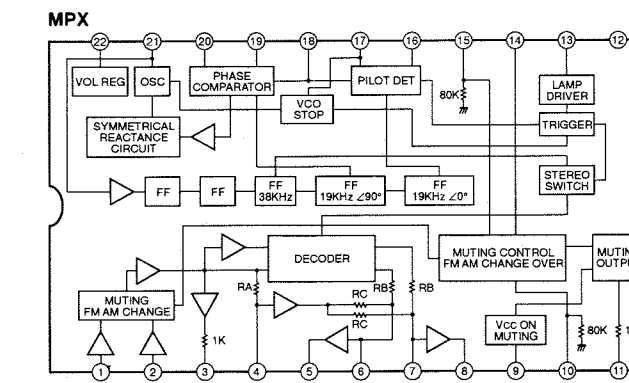 MPX
22 21 20 19 18 17 16 15 14 13 12
VOL REG
OSC
PHASE
COMPARATOR
PILOT DET
LAMP
DRIVER
VCO
STOP
80K
TRIGGER
SYMMETRICAL
REACTANCE
CIRCUIT
STEREO
SWITCH
FF
FF
FF
38KHz
FF
19KHz ∠90°
FF
19KHz ∠0°
DECODER
MUTING CONTROL
FM AM CHANGE OVER
MUTING
FM AM CHANGE
RA
RB
RB
RC
RC
1K
Vcc ON
MUTING
80K
1 2 3 4 5 6 7 8 9 10 11